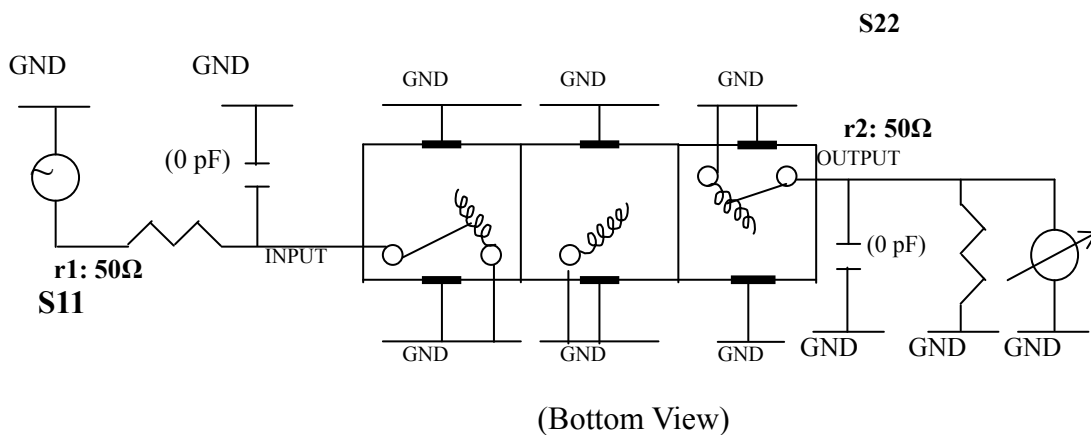 S22
GND
GND
GND
GND
GND
r2: 50Ω
(0 pF)
OUTPUT
INPUT
(0 pF)
r1: 50Ω
S11
GND
GND
GND
GND
GND
GND
(Bottom View)